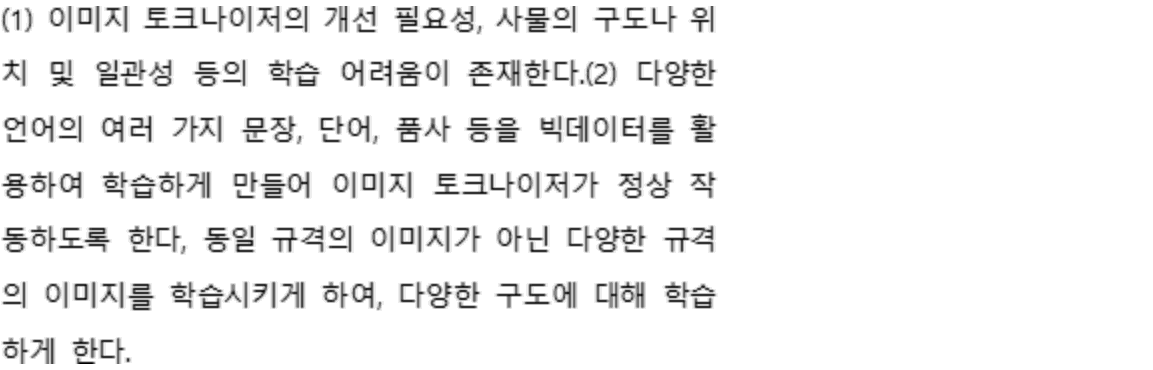 (1) 이미지 토크나이저의 개선 필요성, 사물의 구도나 위
치 및 일관성 등의 학습 어려움이 존재한다.(2) 다양한
언어의 여러 가지 문장, 단어, 품사 등을 빅데이터를 활
용하여 학습하게 만들어 이미지 토크나이저가 정상 작
동하도록 한다, 동일 규격의 이미지가 아닌 다양한 규격
의 이미지를 학습시키게 하여, 다양한 구도에 대해 학습
하게 한다.